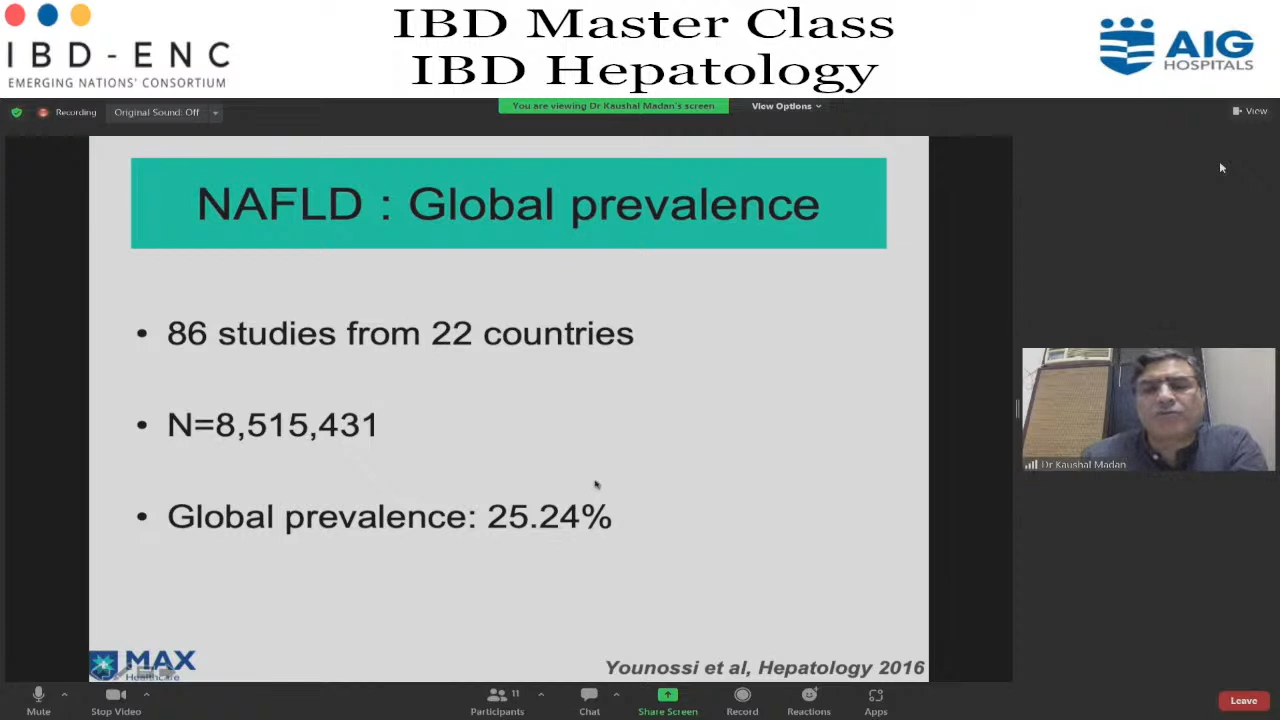 IBD-ENC
EMERGING NATIONS' CONSORTIUM
IBD Master Class
IBD Hepatology
AIG
HOSPITALS
Recording
Original Sound: Off
You are viewing Dr Kaushal Madan's screen
View Options
View
NAFLD : Global prevalence
• 86 studies from 22 countries
• N=8,515,431
• Global prevalence: 25.24%
Dr Kaushal Madan
MAX
Healthcare
Younossi et al, Hepatology 2016
Mute
Stop Video
Participants
11
Chat
Share Screen
Record
Reactions
Apps
Leave